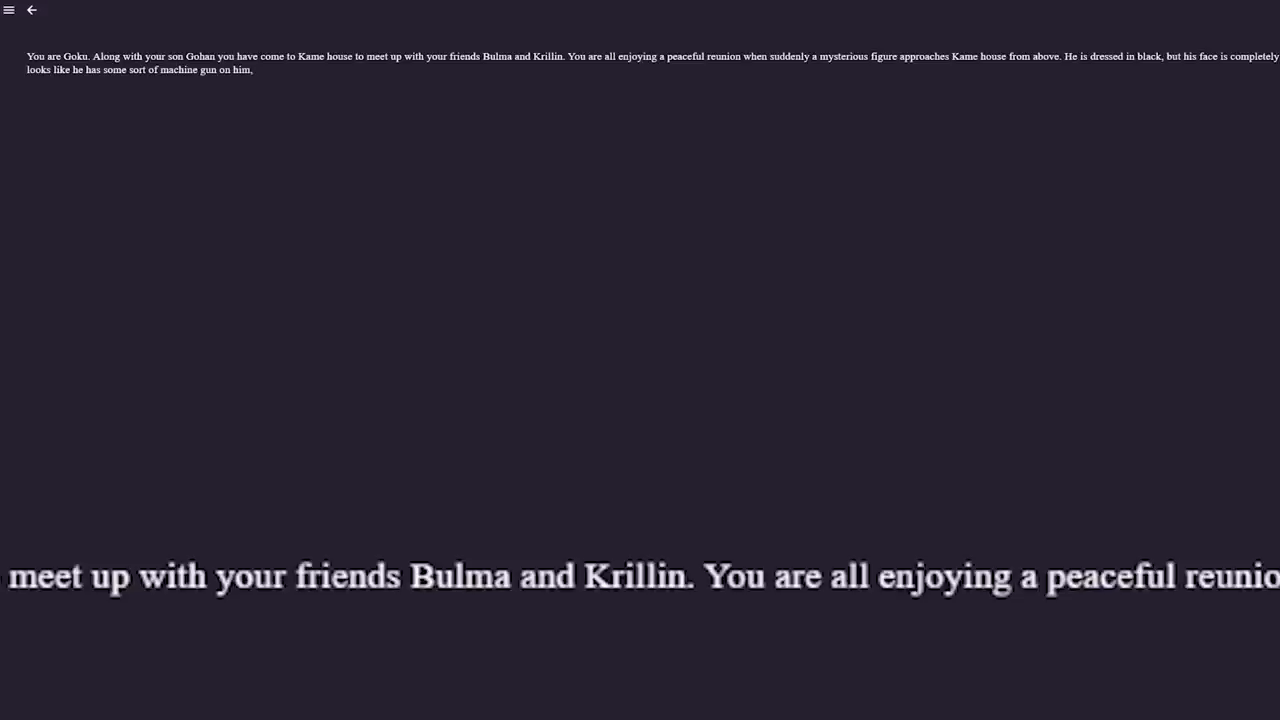 You are Goku. Along with your son Gohan you have come to Kame house to meet up with your friends Bulma and Krillin. You are all enjoying a peaceful reunion when suddenly a mysterious figure approaches Kame house from above. He is dressed in black, but his face is completely
looks like he has some sort of machine gun on him,
meet up with your friends Bulma and Krillin. You are all enjoying a peaceful reunio